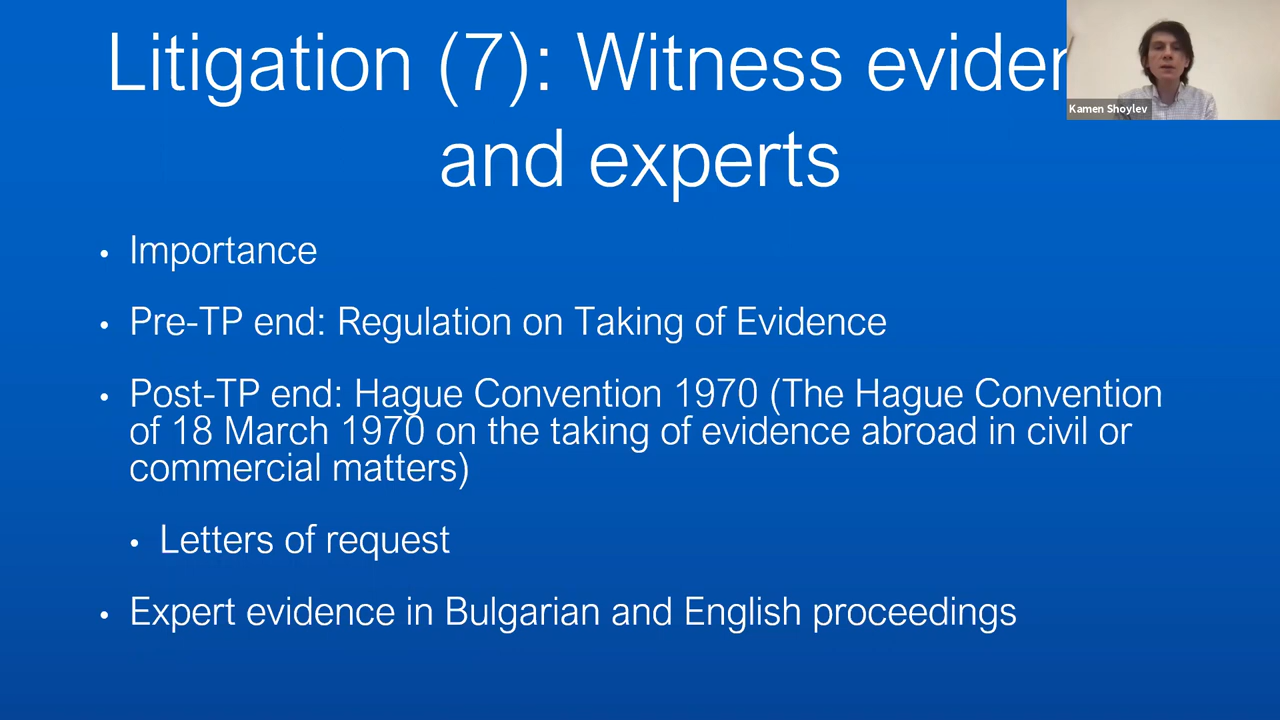 Litigation (7): Witness eviden
and experts
Kamen Shoylev
• Importance
• Pre-TP end: Regulation on Taking of Evidence
• Post-TP end: Hague Convention 1970 (The Hague Convention
of 18 March 1970 on the taking of evidence abroad in civil or
commercial matters)
• Letters of request
• Expert evidence in Bulgarian and English proceedings